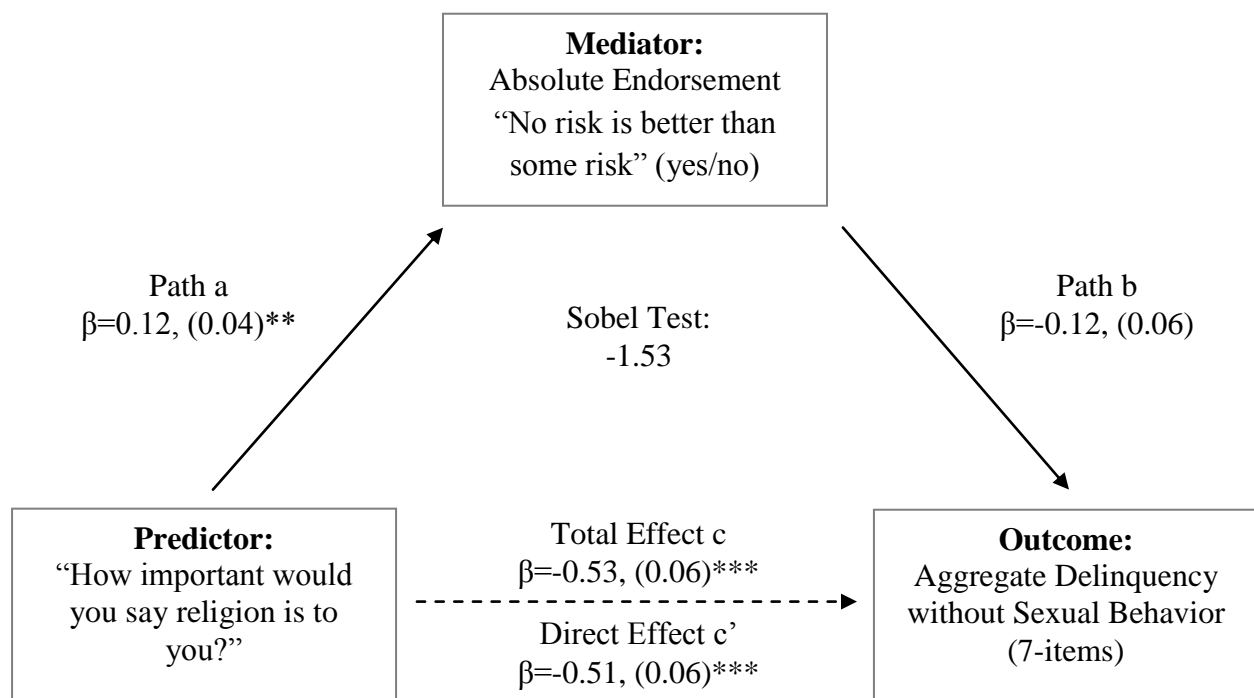 Mediator:
Absolute Endorsement
“No risk is better than
some risk” (yes/no)
Path a
β=0.12, (0.04)**
Sobel Test:
-1.53
Path b
β=-0.12, (0.06)
Predictor:
“How important would
you say religion is to
you?”
Total Effect c
β=-0.53, (0.06)***
Direct Effect c’
β=-0.51, (0.06)***
Outcome:
Aggregate Delinquency
without Sexual Behavior
(7-items)